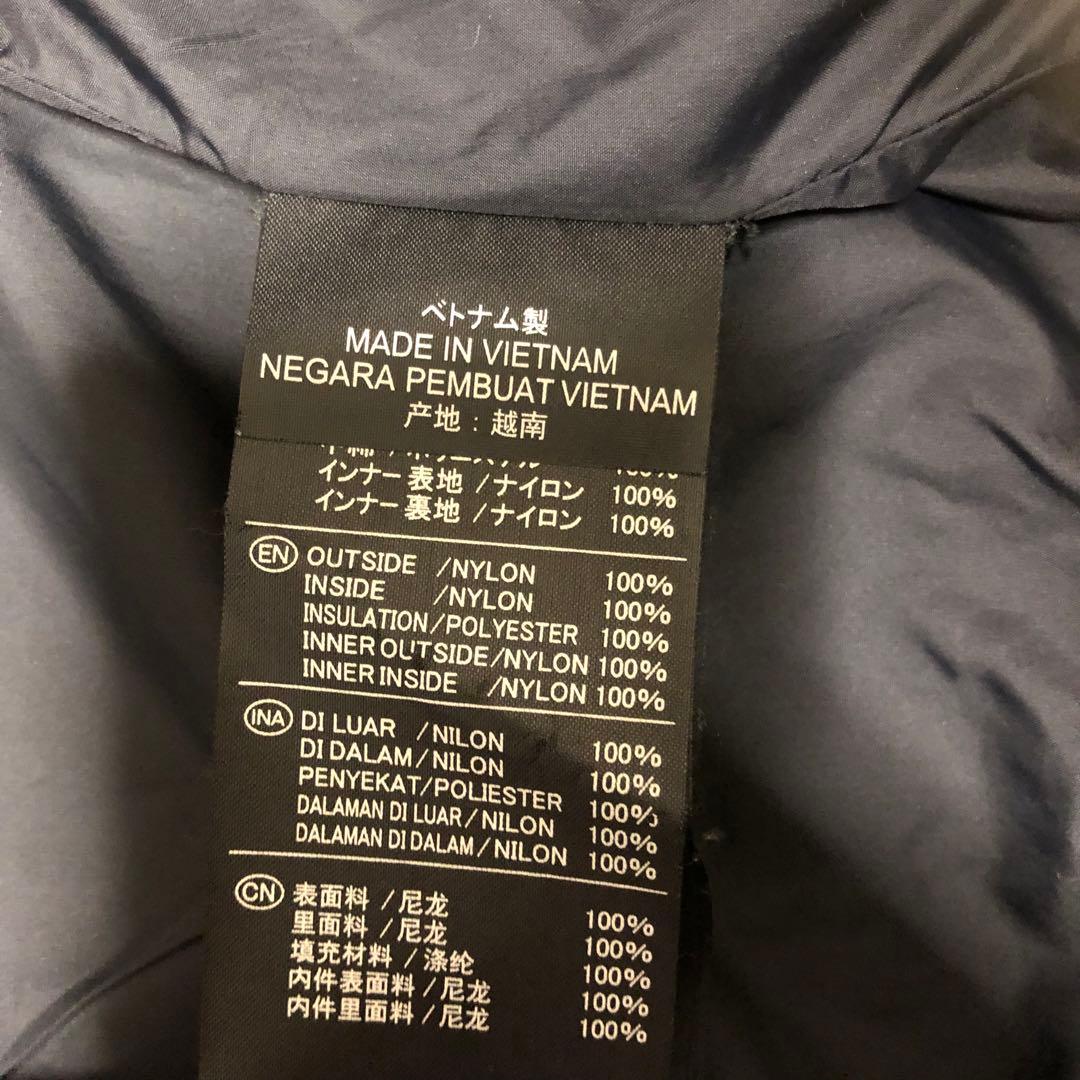 ベトナム製
MADE IN VIETNAM
NEGARA PEMBUAT VIETNAM
产地 : 越南
インナー表地 /ナイロン 100%
インナー裏地 /ナイロン 100%
EN OUTSIDE /NYLON 100%
INSIDE /NYLON 100%
INSULATION/POLYESTER 100%
INNER OUTSIDE/NYLON 100%
INNER INSIDE /NYLON 100%
INA DI LUAR /NILON 100%
DI DALAM/NILON 100%
PENYEKAT/POLIESTER 100%
DALAMAN DI LUAR/NILON 100%
DALAMAN DI DALAM/NILON 100%
CN 表面料 /尼龙 100%
里面料 /尼龙 100%
填充材料 /涤纶 100%
内件表面料 /尼龙 100%
内件里面料 /尼龙 100%